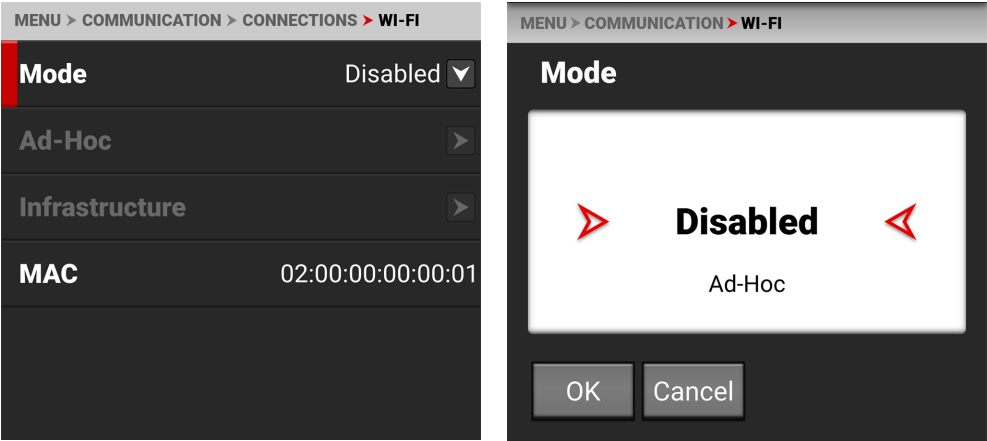 MENU > COMMUNICATION > CONNECTIONS > WI-FI
Mode Disabled
Ad-Hoc
Infrastructure
MAC 02:00:00:00:00:01
MENU > COMMUNICATION > WI-FI
Mode
Disabled
Ad-Hoc
OK Cancel